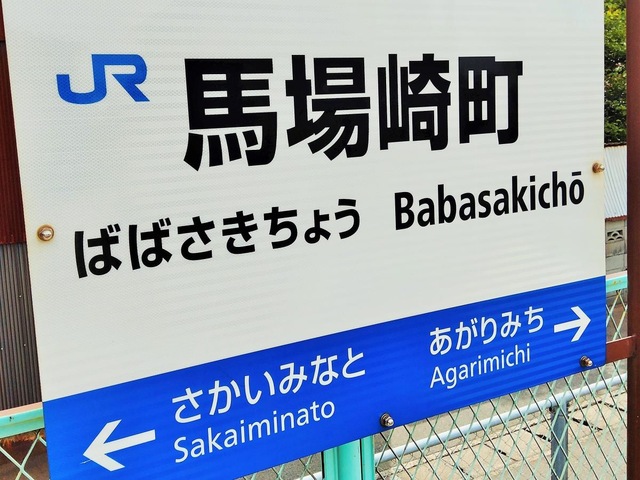 JR 馬場崎町
ばばさきちょう Babasakichō
← さかいみなと
Sakaiminato
あがりみち →
Agarimichi